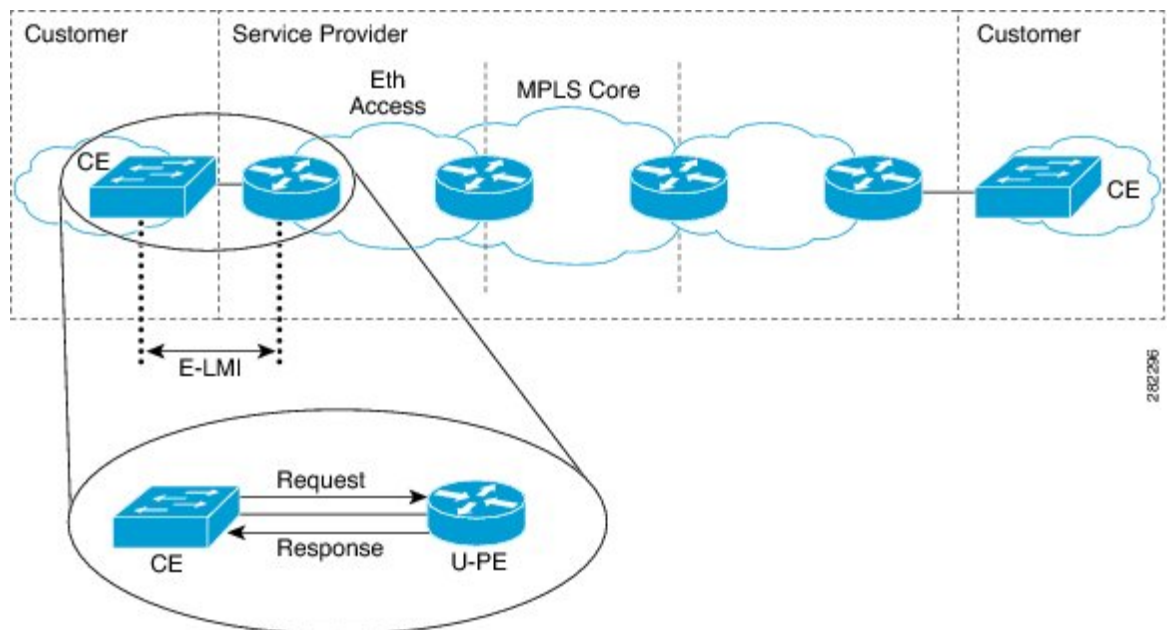 Customer
Service Provider
Customer
Eth
Access
MPLS Core
CE
CE
E-LMI
282296
Request
Response
CE
U-PE